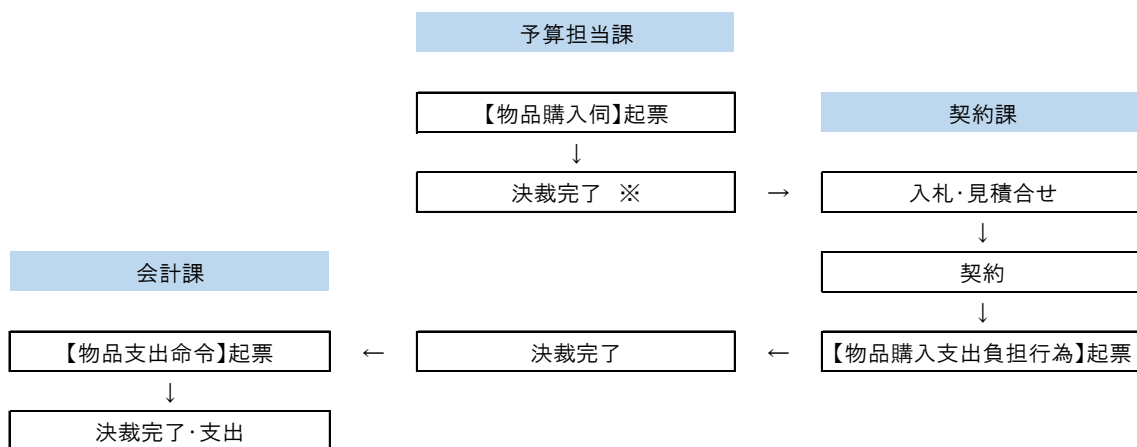 予算担当課
【物品購入伺】起票
契約課
↓
決裁完了 ※
→
入札・見積合せ
↓
会計課
契約
↓
【物品支出命令】起票
←
決裁完了
←
【物品購入支出負担行為】起票
↓
決裁完了・支出